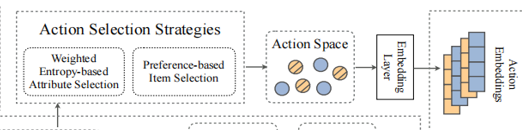 Action Selection Strategies
Weighted
Entropy-based
Attribute Selection
Preference-based
Item Selection
Action Space
Embedding
Layer
Action
Embeddings